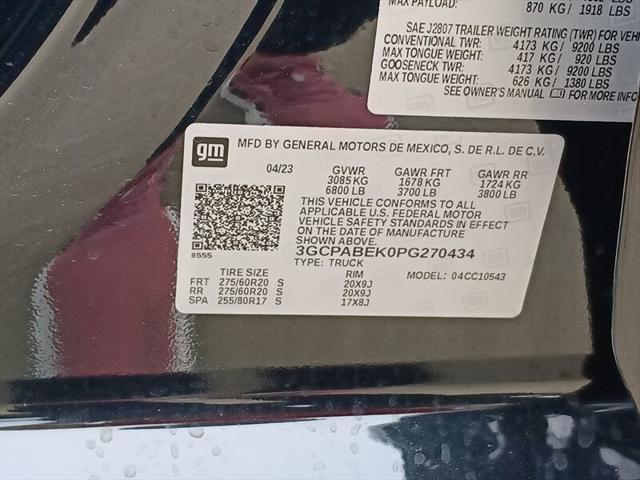 MAX PAYLOAD:
870 KG / 1918 LBS
SAE J2807 TRAILER WEIGHT RATING (TWR) FOR
CONVENTIONAL TWR: 4173 KG / 9200 LBS
MAX TONGUE WEIGHT: 417 KG / 920 LBS
GOOSENECK TWR: 4173 KG / 9200 LBS
MAX TONGUE WEIGHT: 626 KG / 1380 LBS
SEE OWNER'S MANUAL FOR MORE INFO
gm
MFD BY GENERAL MOTORS DE MEXICO, S. DE R.L. DE C.V.
04/23 GVWR GAWR FRT GAWR RR
3085 KG 1678 KG 1724 KG
6800 LB 3700 LB 3800 LB
THIS VEHICLE CONFORMS TO ALL
APPLICABLE U.S. FEDERAL MOTOR
VEHICLE SAFETY STANDARDS IN EFFECT
ON THE DATE OF MANUFACTURE
SHOWN ABOVE.
8555
3GCPABEK0PG270434
TYPE: TRUCK
TIRE SIZE RIM MODEL: 04CC10543
FRT 275/60R20 S 20X9J
RR 275/60R20 S 20X9J
SPA 255/80R17 S 17X8J